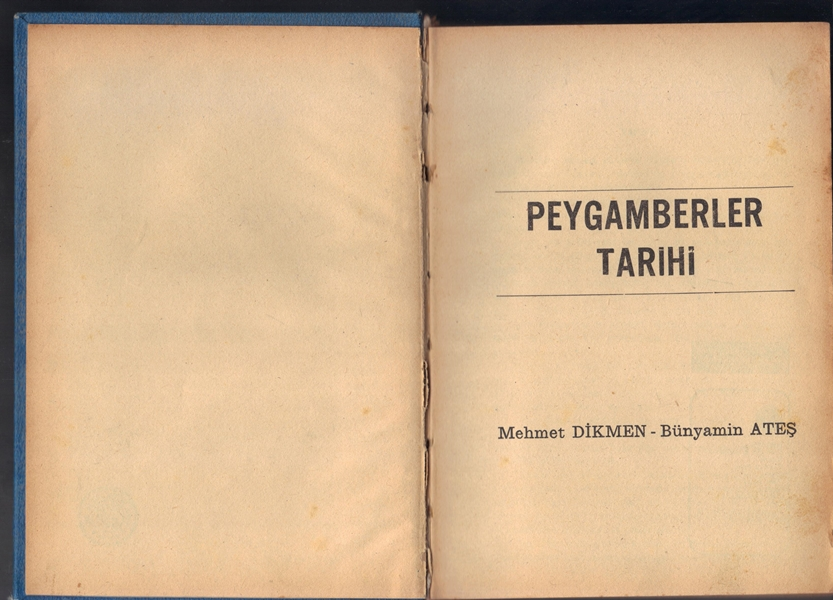 PEYGAMBERLER
TARİHİ
Mehmet DİKMEN - Bünyamin ATEŞ